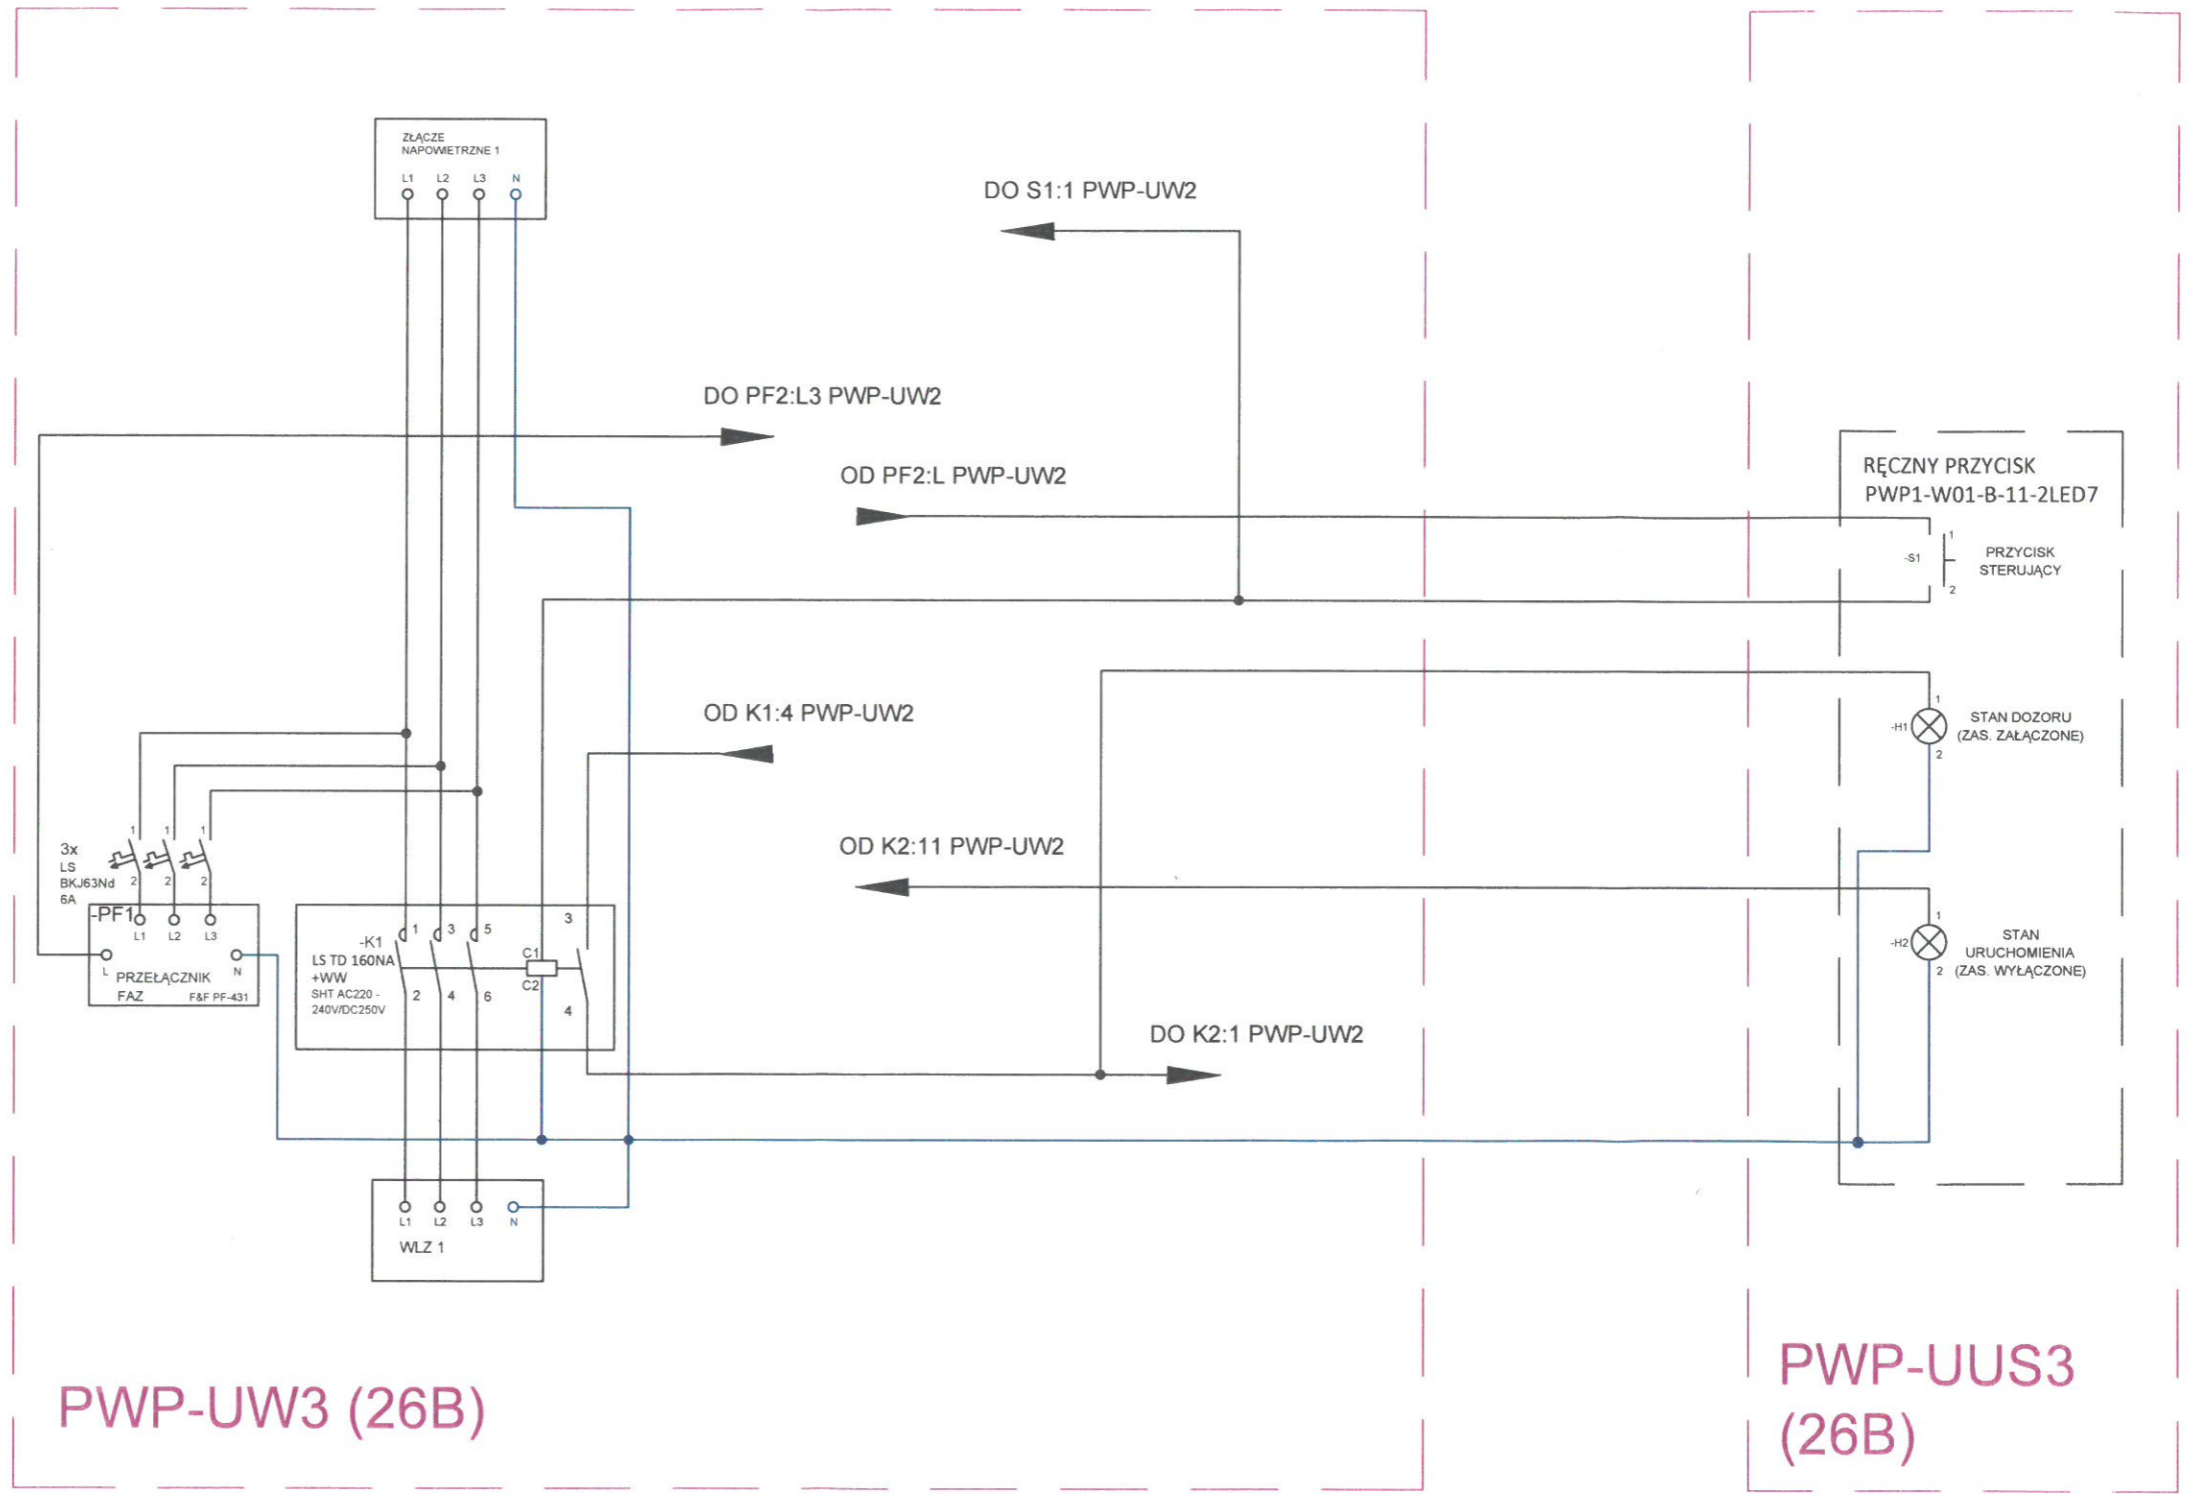 ZŁĄCZE
NAPOWIETRZNE 1
L1 L2 L3 N
DO S1:1 PWP-UW2
DO PF2:L3 PWP-UW2
OD PF2:L PWP-UW2
RĘCZNY PRZYCISK
PWP1-W01-B-11-2LED7
1
-S1
PRZYCISK
STERUJĄCY
2
OD K1:4 PWP-UW2
1
-H1
STAN DOZORU
(ZAS. ZAŁĄCZONE)
2
OD K2:11 PWP-UW2
1 1 1
3x
LS
BKJ63Nd
6A
2 2 2
-PF1
L1 L2 L3
L
N
PRZEŁĄCZNIK
FAZ
F&F PF-431
-K1
LS TD 160NA
+WW
SHT AC220 -
240V/DC250V
1 3 5
2 4 6
C1
C2
3
4
1
-H2
STAN
URUCHOMIENIA
(ZAS. WYŁĄCZONE)
2
DO K2:1 PWP-UW2
L1 L2 L3 N
WLZ 1
PWP-UW3 (26B)
PWP-UUS3
(26B)